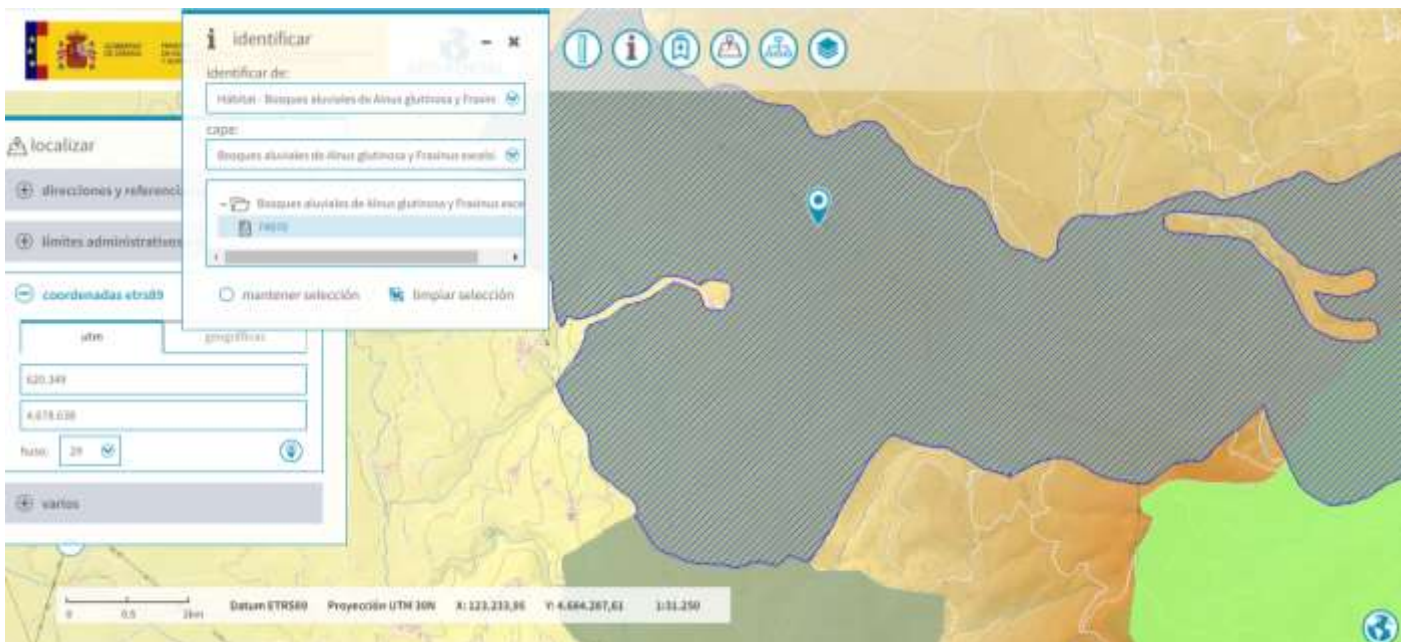 identificar
identificar de:
Hábitat - Bosques aluviales de Alnus glutinosa y Fraxin
capa:
Bosques aluviales de Alnus glutinosa y Fraxinus excelsi
Bosques aluviales de Alnus glutinosa y Fraxinus exce
mantener selección
limpiar selección
localizar
direcciones y referenci
límites administrativos
coordenadas etrs89
utm
geográficas
620.349
4.678.638
huso:
29
varios
0
0.5
1km
Datum ETRS89
Proyección UTM 30N
X: 123.233,95
Y: 4.684.267,61
1:31.250